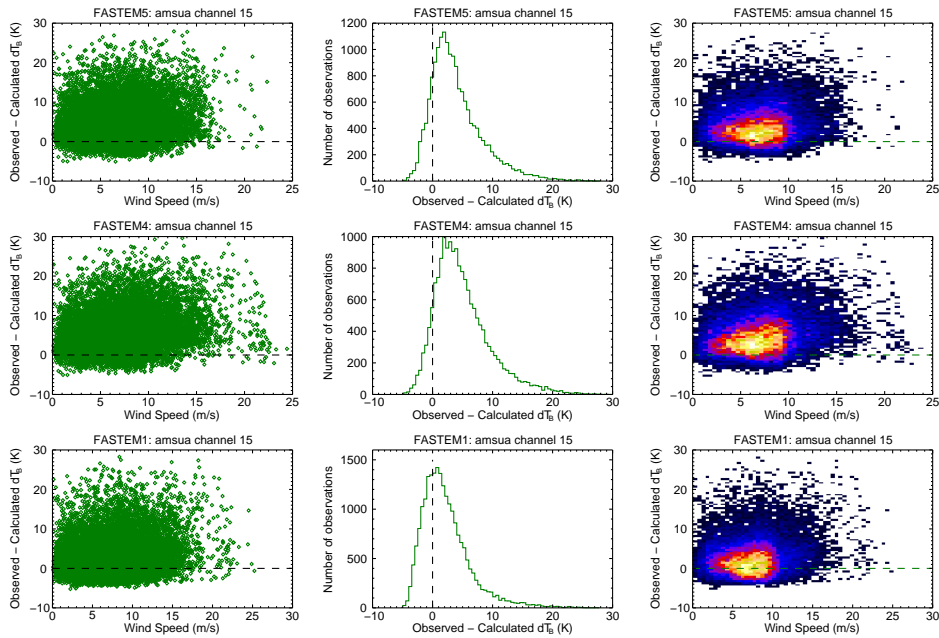 FASTEM5: amsua channel 15
Observed − Calculated dT_B (K)
30
20
10
0
−10
0 5 10 15 20 25
Wind Speed (m/s)
FASTEM5: amsua channel 15
Number of observations
1200
1000
800
600
400
200
0
−10 0 10 20 30
Observed − Calculated dT_B (K)
FASTEM5: amsua channel 15
Observed − Calculated dT_B (K)
30
20
10
0
−10
0 5 10 15 20 25 30
Wind Speed (m/s)
FASTEM4: amsua channel 15
Observed − Calculated dT_B (K)
30
20
10
0
−10
0 5 10 15 20 25
Wind Speed (m/s)
FASTEM4: amsua channel 15
Number of observations
1000
800
600
400
200
0
−10 0 10 20 30
Observed − Calculated dT_B (K)
FASTEM4: amsua channel 15
Observed − Calculated dT_B (K)
30
20
10
0
−10
0 5 10 15 20 25
Wind Speed (m/s)
FASTEM1: amsua channel 15
Observed − Calculated dT_B (K)
30
20
10
0
−10
0 5 10 15 20 25 30
Wind Speed (m/s)
FASTEM1: amsua channel 15
Number of observations
1500
1000
500
0
−10 0 10 20 30
Observed − Calculated dT_B (K)
FASTEM1: amsua channel 15
Observed − Calculated dT_B (K)
30
20
10
0
−10
0 5 10 15 20 25 30
Wind Speed (m/s)